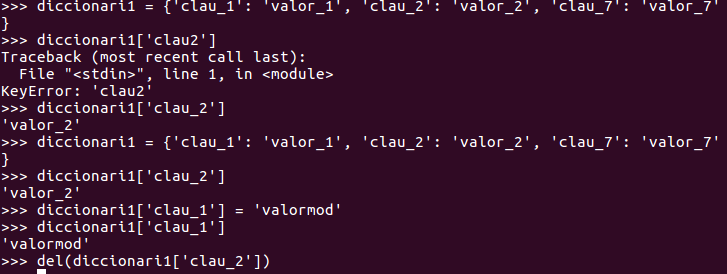 >>> diccionari1 = {'clau_1': 'valor_1', 'clau_2': 'valor_2', 'clau_7': 'valor_7'
}
>>> diccionari1['clau2']
Traceback (most recent call last):
  File "<stdin>", line 1, in <module>
KeyError: 'clau2'
>>> diccionari1['clau_2']
'valor_2'
>>> diccionari1 = {'clau_1': 'valor_1', 'clau_2': 'valor_2', 'clau_7': 'valor_7'
}
>>> diccionari1['clau_2']
'valor_2'
>>> diccionari1['clau_1'] = 'valormod'
>>> diccionari1['clau_1']
'valormod'
>>> del(diccionari1['clau_2'])